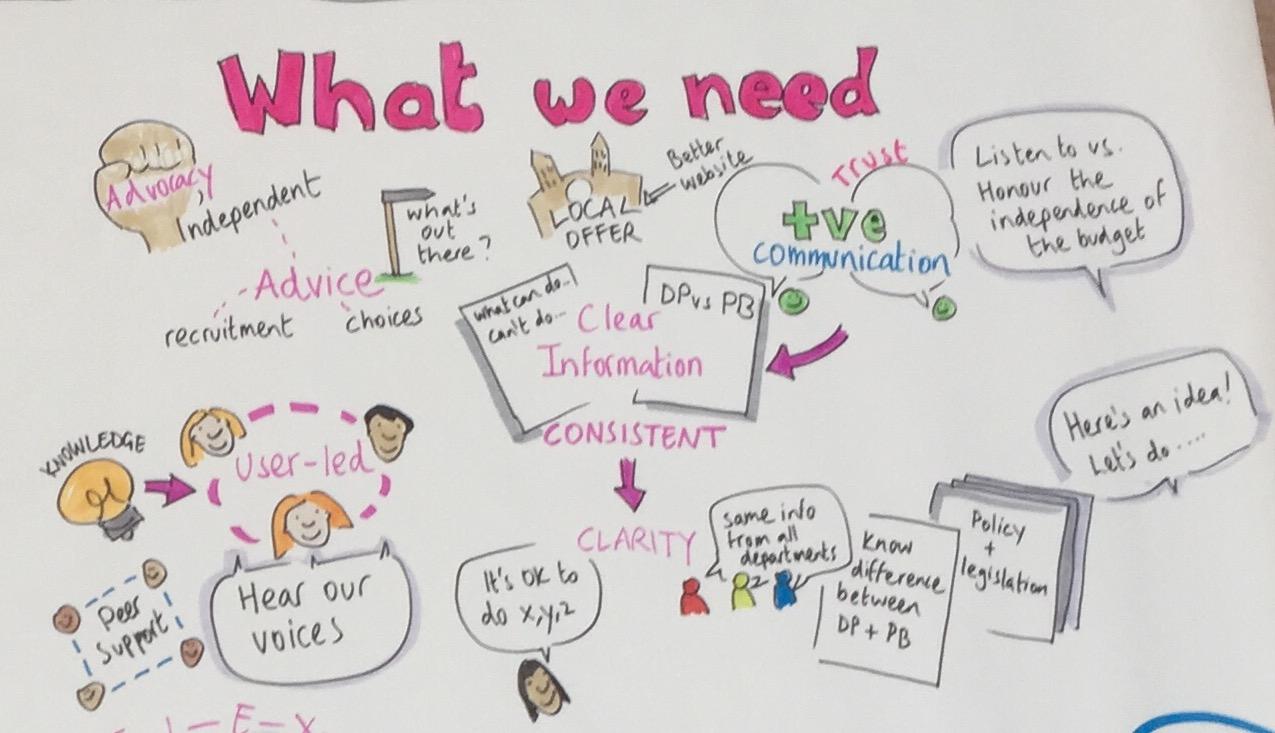 What we need
Advocacy,
Independent
Advice
recruitment
choices
what's
out
there?
LOCAL
OFFER
Better
website
Trust
+ve
communication
Listen to us.
Honour the
independence of
the budget
what can do...
can't do...
DP vs PB
Clear
Information
CONSISTENT
CLARITY
KNOWLEDGE
User-led
Hear our
voices
Peer
Support
It's OK to
do x,y,z
same info
from all
departments
Know
difference
between
DP + PB
Policy
+
legislation
Here's an idea!
Let's do.....